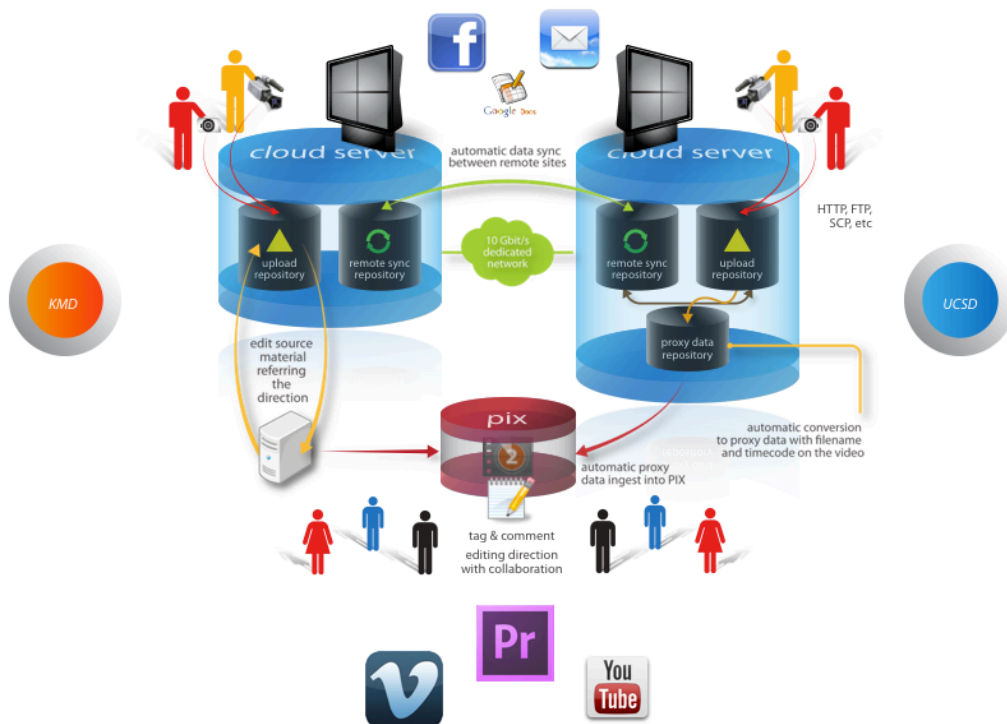 f
Google Docs
cloud server
cloud server
automatic data sync
between remote sites
HTTP, FTP,
SCP, etc
upload
repository
remote sync
repository
10 Gbit/s
dedicated
network
remote sync
repository
upload
repository
KMD
UCSD
proxy data
repository
edit source
material
referring
the
direction
pix
2
automatic conversion
to proxy data with filename
and timecode on the video
automatic proxy
data ingest into PIX
tag & comment
editing direction
with collaboration
Pr
V
You
Tube